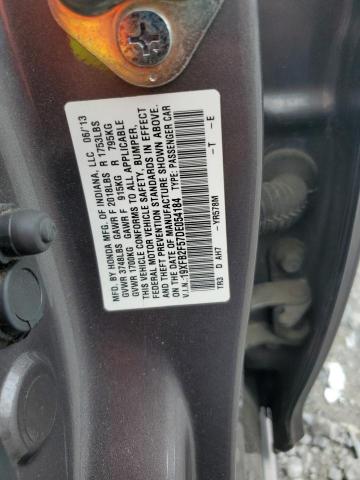 MFD. BY HONDA MFG. OF INDIANA, LLC 06/13
GVWR 3748LBS GAWR F 2018LBS R 1753LBS
GVWR 1700KG GAWR F 915KG R 795KG
THIS VEHICLE CONFORMS TO ALL APPLICABLE
FEDERAL MOTOR VEHICLE SAFETY, BUMPER,
AND THEFT PREVENTION STANDARDS IN EFFECT
ON THE DATE OF MANUFACTURE SHOWN ABOVE.
V.I.N.:19XFB2F57DE054184 TYPE: PASSENGER CAR
TR3 D AH7 -YR578M -T -E